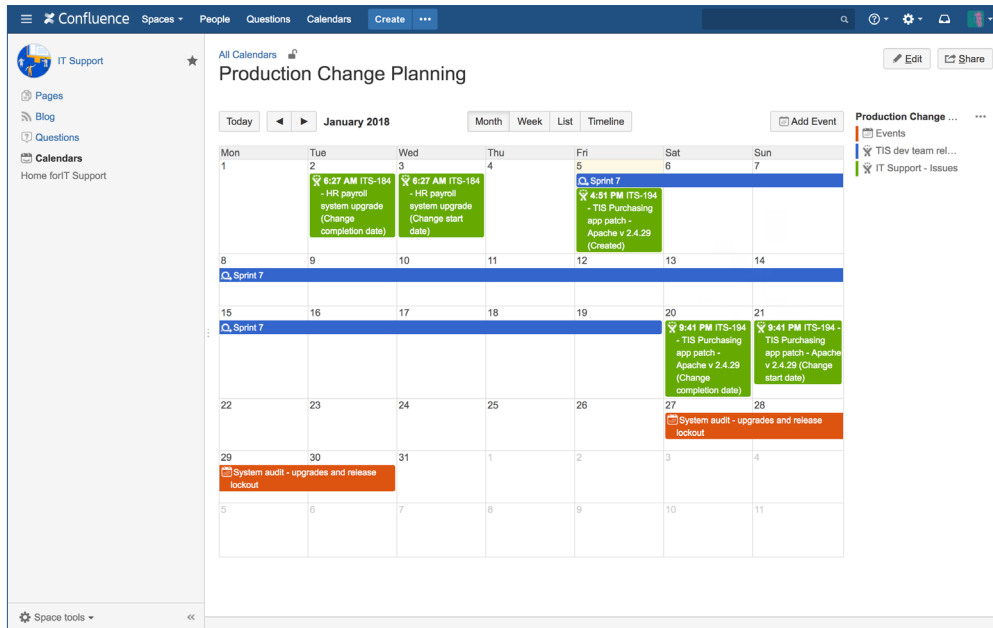 Confluence Spaces People Questions Calendars Create •••
IT Support
Pages
Blog
Questions
Calendars
Home forIT Support
Space tools
All Calendars
Production Change Planning
Edit Share
Today January 2018 Month Week List Timeline Add Event
Mon Tue Wed Thu Fri Sat Sun
1 2 3 4 5 6 7
6:27 AM ITS-184
- HR payroll
system upgrade
(Change
completion date)
6:27 AM ITS-184
- HR payroll
system upgrade
(Change start
date)
Sprint 7
4:51 PM ITS-194
- TIS Purchasing
app patch -
Apache v 2.4.29
(Created)
8 9 10 11 12 13 14
Sprint 7
15 16 17 18 19 20 21
Sprint 7
9:41 PM ITS-194
- TIS Purchasing
app patch -
Apache v 2.4.29
(Change
completion date)
9:41 PM ITS-194 -
TIS Purchasing
app patch - Apache
v 2.4.29 (Change
start date)
22 23 24 25 26 27 28
System audit - upgrades and release
lockout
29 30 31 1 2 3 4
System audit - upgrades and release
lockout
5 6 7 8 9 10 11
Production Change ... •••
Events
TIS dev team rel...
IT Support - Issues